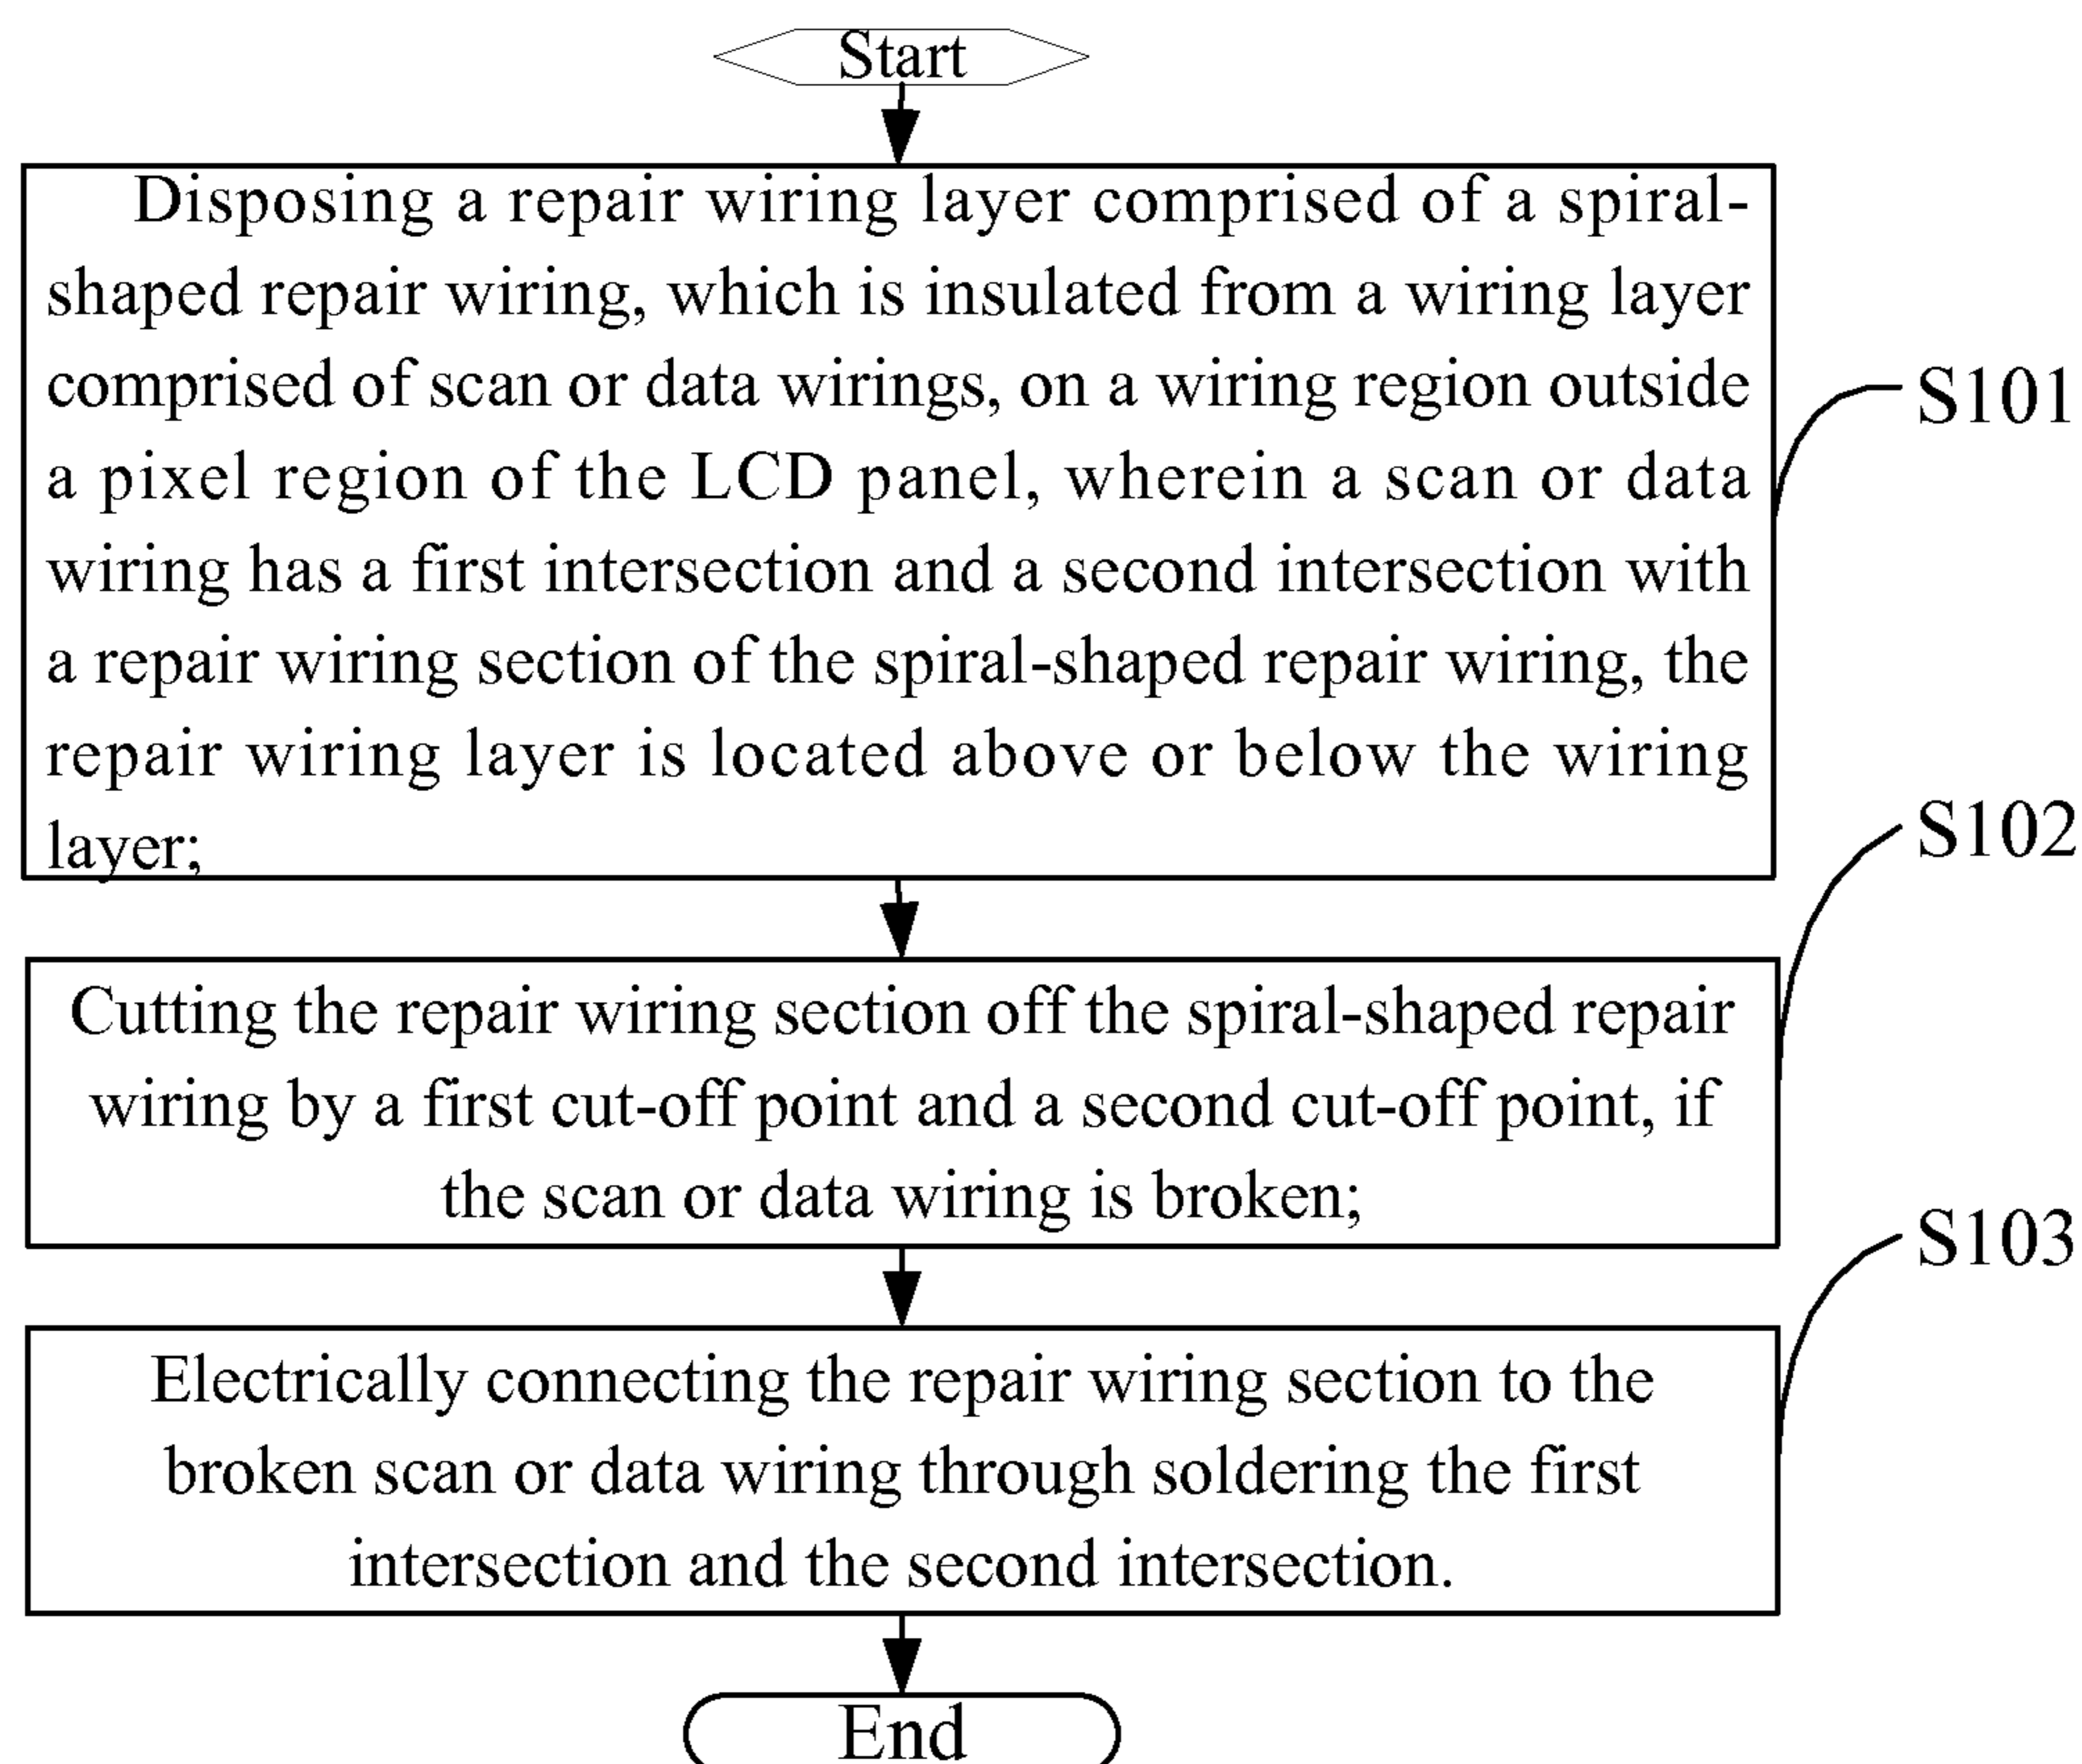 Start
Disposing a repair wiring layer comprised of a spiral-
shaped repair wiring, which is insulated from a wiring layer
comprised of scan or data wirings, on a wiring region outside
a pixel region of the LCD panel, wherein a scan or data
wiring has a first intersection and a second intersection with
a repair wiring section of the spiral-shaped repair wiring, the
repair wiring layer is located above or below the wiring
layer;
S101
Cutting the repair wiring section off the spiral-shaped repair
wiring by a first cut-off point and a second cut-off point, if
the scan or data wiring is broken;
S102
Electrically connecting the repair wiring section to the
broken scan or data wiring through soldering the first
intersection and the second intersection.
S103
End